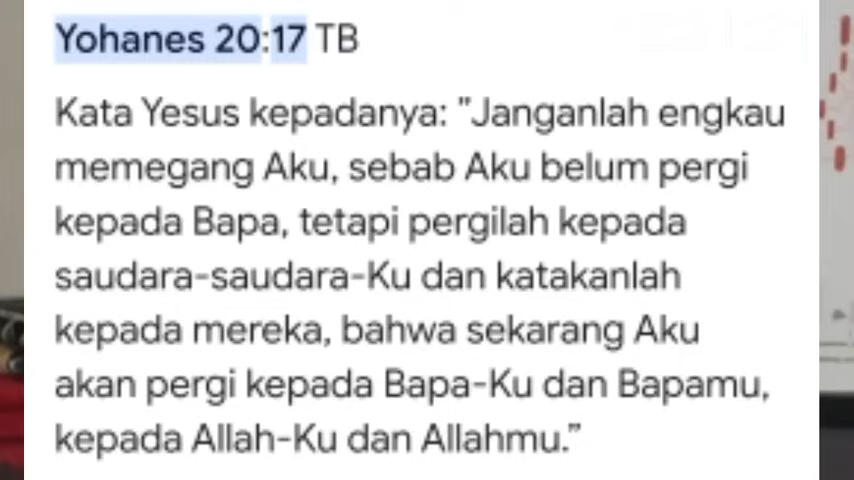 Yohanes 20:17 TB
Kata Yesus kepadanya: "Janganlah engkau
memegang Aku, sebab Aku belum pergi
kepada Bapa, tetapi pergilah kepada
saudara-saudara-Ku dan katakanlah
kepada mereka, bahwa sekarang Aku
akan pergi kepada Bapa-Ku dan Bapamu,
kepada Allah-Ku dan Allahmu.”